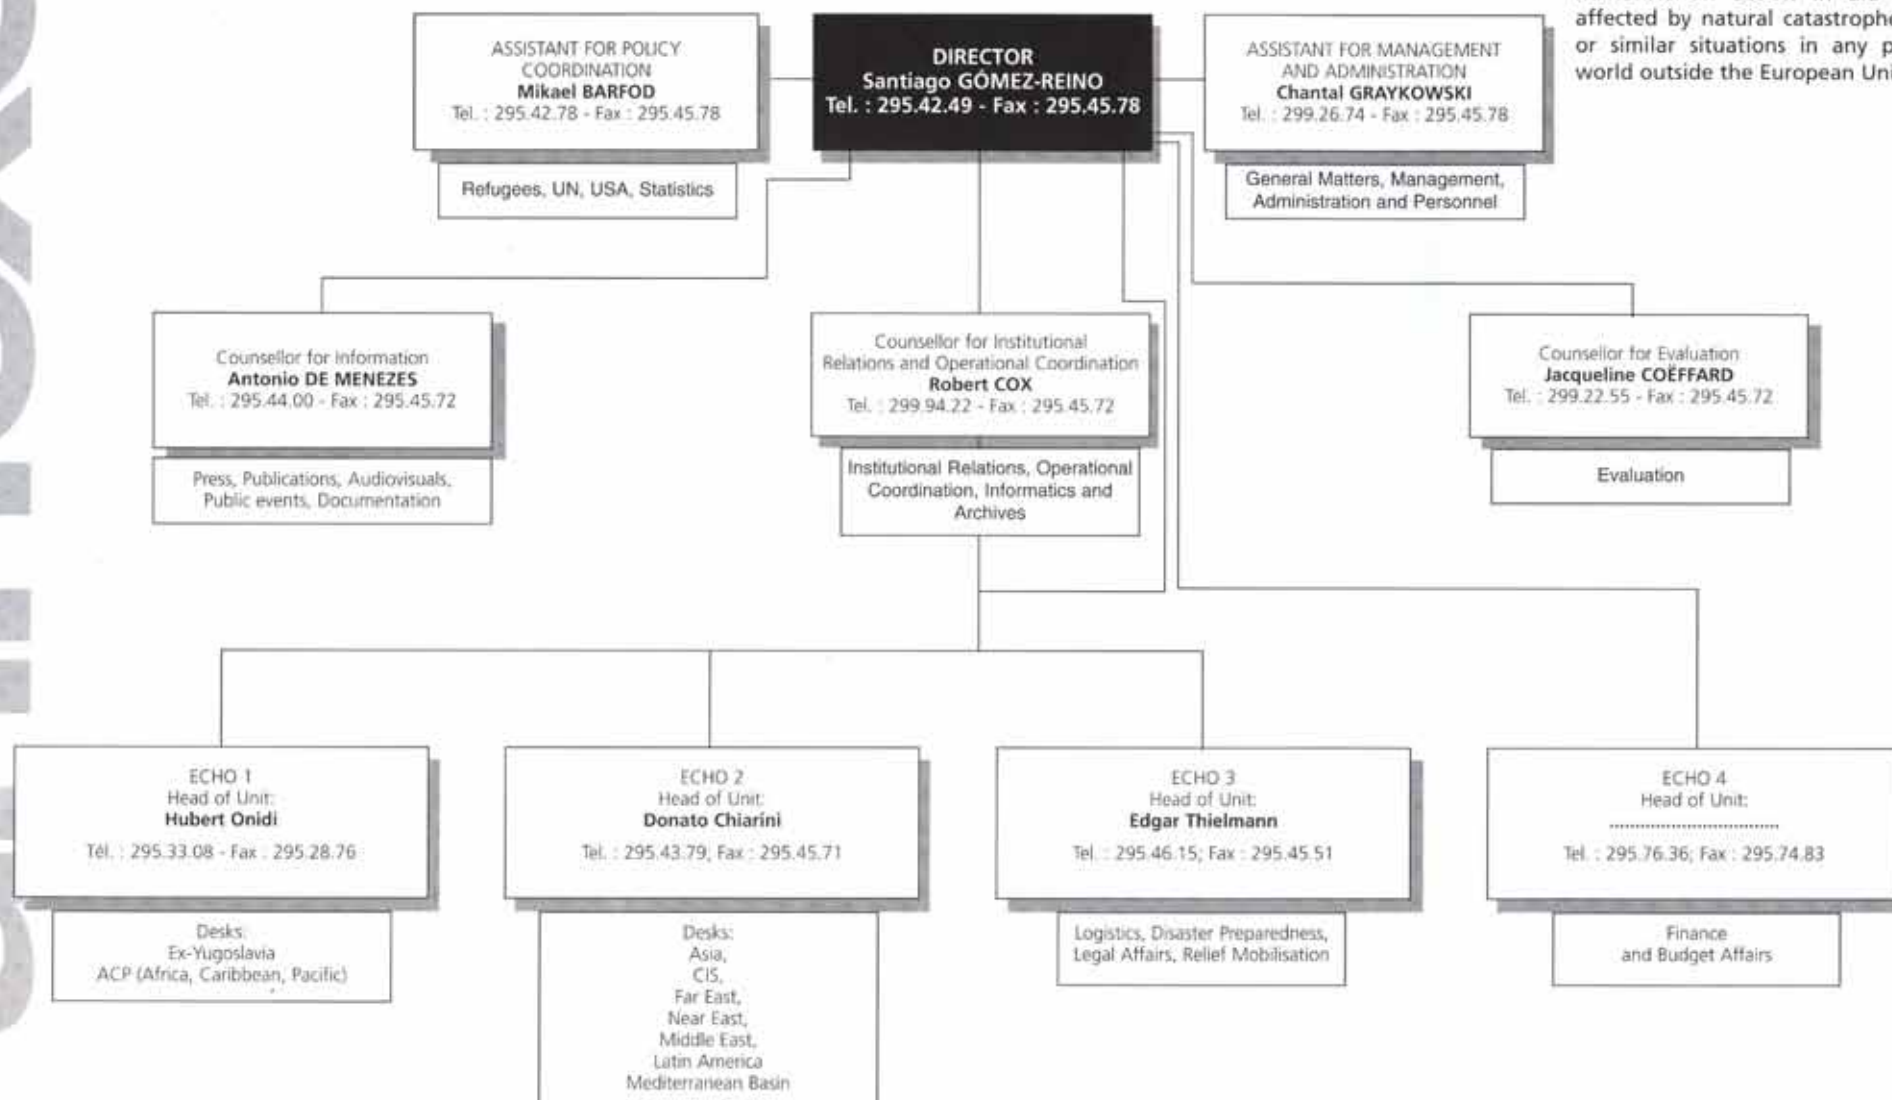 affected by natural catastrophe
or similar situations in any p
world outside the European Uni
ASSISTANT FOR POLICY
COORDINATION
Mikael BARFOD
Tel. : 295.42.78 - Fax : 295.45.78
Refugees, UN, USA, Statistics
DIRECTOR
Santiago GÓMEZ-REINO
Tel. : 295.42.49 - Fax : 295.45.78
ASSISTANT FOR MANAGEMENT
AND ADMINISTRATION
Chantal GRAYKOWSKI
Tel. : 299.26.74 - Fax : 295.45.78
General Matters, Management,
Administration and Personnel
Counsellor for Information
Antonio DE MENEZES
Tel. : 295.44.00 - Fax : 295.45.72
Press, Publications, Audiovisuals,
Public events, Documentation
Counsellor for Institutional
Relations and Operational Coordination
Robert COX
Tel. : 299.94.22 - Fax : 295.45.72
Institutional Relations, Operational
Coordination, Informatics and
Archives
Counsellor for Evaluation
Jacqueline COËFFARD
Tel. : 299.22.55 - Fax : 295.45.72
Evaluation
ECHO 1
Head of Unit:
Hubert Onidi
Tél. : 295.33.08 - Fax : 295.28.76
Desks:
Ex-Yugoslavia
ACP (Africa, Caribbean, Pacific)
ECHO 2
Head of Unit:
Donato Chiarini
Tel. : 295.43.79; Fax : 295.45.71
Desks:
Asia,
CIS,
Far East,
Near East,
Middle East,
Latin America
Mediterranean Basin
ECHO 3
Head of Unit:
Edgar Thielmann
Tel. : 295.46.15; Fax : 295.45.51
Logistics, Disaster Preparedness,
Legal Affairs, Relief Mobilisation
ECHO 4
Head of Unit:
...............................
Tel. : 295.76.36; Fax : 295.74.83
Finance
and Budget Affairs